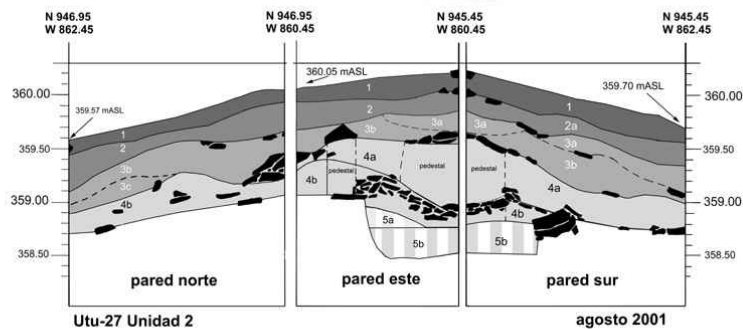 N 946.95
W 862.45
N 946.95
W 860.45
N 945.45
W 860.45
N 945.45
W 862.45
360.05 mASL
359.70 mASL
359.57 mASL
360.00
359.50
359.00
358.50
1
2
3b
3c
4b
1
2
3a
3b
4a
4b
pedestal
pedestal
5a
5b
1
2a
3a
3a
3b
4a
pedestal
4b
5b
360.00
359.50
359.00
358.50
pared norte
pared este
pared sur
Utu-27 Unidad 2
agosto 2001